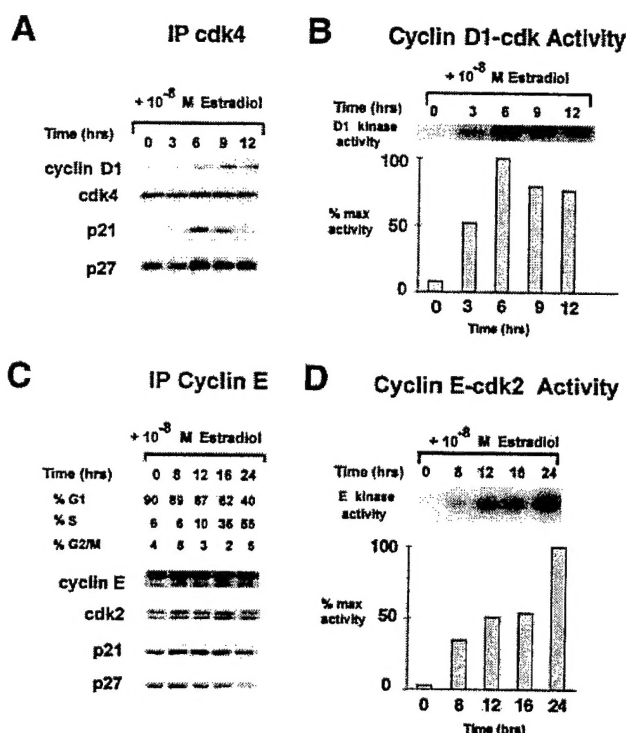 A
IP cdk4
+ 10⁻⁸ M Estradiol
Time (hrs)
0 3 6 9 12
cyclin D1
cdk4
p21
p27
B
Cyclin D1-cdk Activity
+ 10⁻⁸ M Estradiol
Time (hrs)
0 3 6 9 12
D1 kinase
activity
100
% max
activity
50
0
0 3 6 9 12
Time (hrs)
C
IP Cyclin E
+ 10⁻⁸ M Estradiol
Time (hrs) 0 8 12 16 24
% G1 90 89 87 62 40
% S 6 6 10 36 55
% G2/M 4 5 3 2 5
cyclin E
cdk2
p21
p27
D
Cyclin E-cdk2 Activity
+ 10⁻⁸ M Estradiol
Time (hrs) 0 8 12 16 24
E kinase
activity
100
% max
activity
50
0
0 8 12 16 24
Time (hrs)